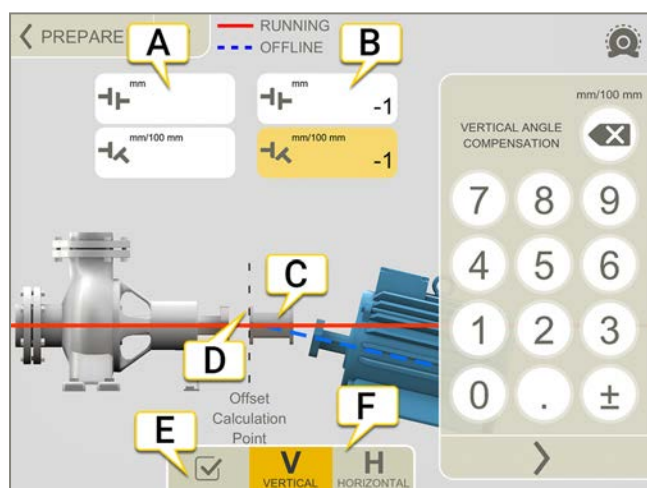 PREPARE
RUNNING
OFFLINE
A
B
mm
mm
-1
mm/100 mm
mm/100 mm
-1
mm/100 mm
VERTICAL ANGLE
COMPENSATION
7 8 9
4 5 6
1 2 3
0 . ±
C
D
Offset
Calculation
Point
E
F
V
VERTICAL
H
HORIZONTAL